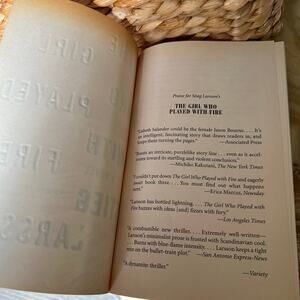 Praise for Stieg Larsson's
THE GIRL WHO
PLAYED WITH FIRE
"Lisbeth Salander could be the female Jason Bourne. . . . It's
an intelligent, fascinating story that draws readers in, and
keeps them turning the pages."
—Associated Press
"Boasts an intricate, puzzlelike story line . . . even as it accel-
erates toward its startling and violent conclusion."
—Michiko Kakutani, The New York Times
"I couldn't put down The Girl Who Played with Fire and eagerly
await book three. . . . You must find out what happens
next."
—Erica Marcus, Newsday
"Larsson has bottled lightning. . . . The Girl Who Played with
Fire hums with ideas [and] fizzes with fury."
—Los Angeles Times
"A combustible new thriller. . . . Extremely well-written—
Larsson's minimalist prose is frosted with Scandinavian cool.
. . . Burns with blue-flame intensity. . . . Larsson keeps a tight
rein on the bullet-train plot."
—San Antonio Express-News
"A dynamite thriller."
—Variety